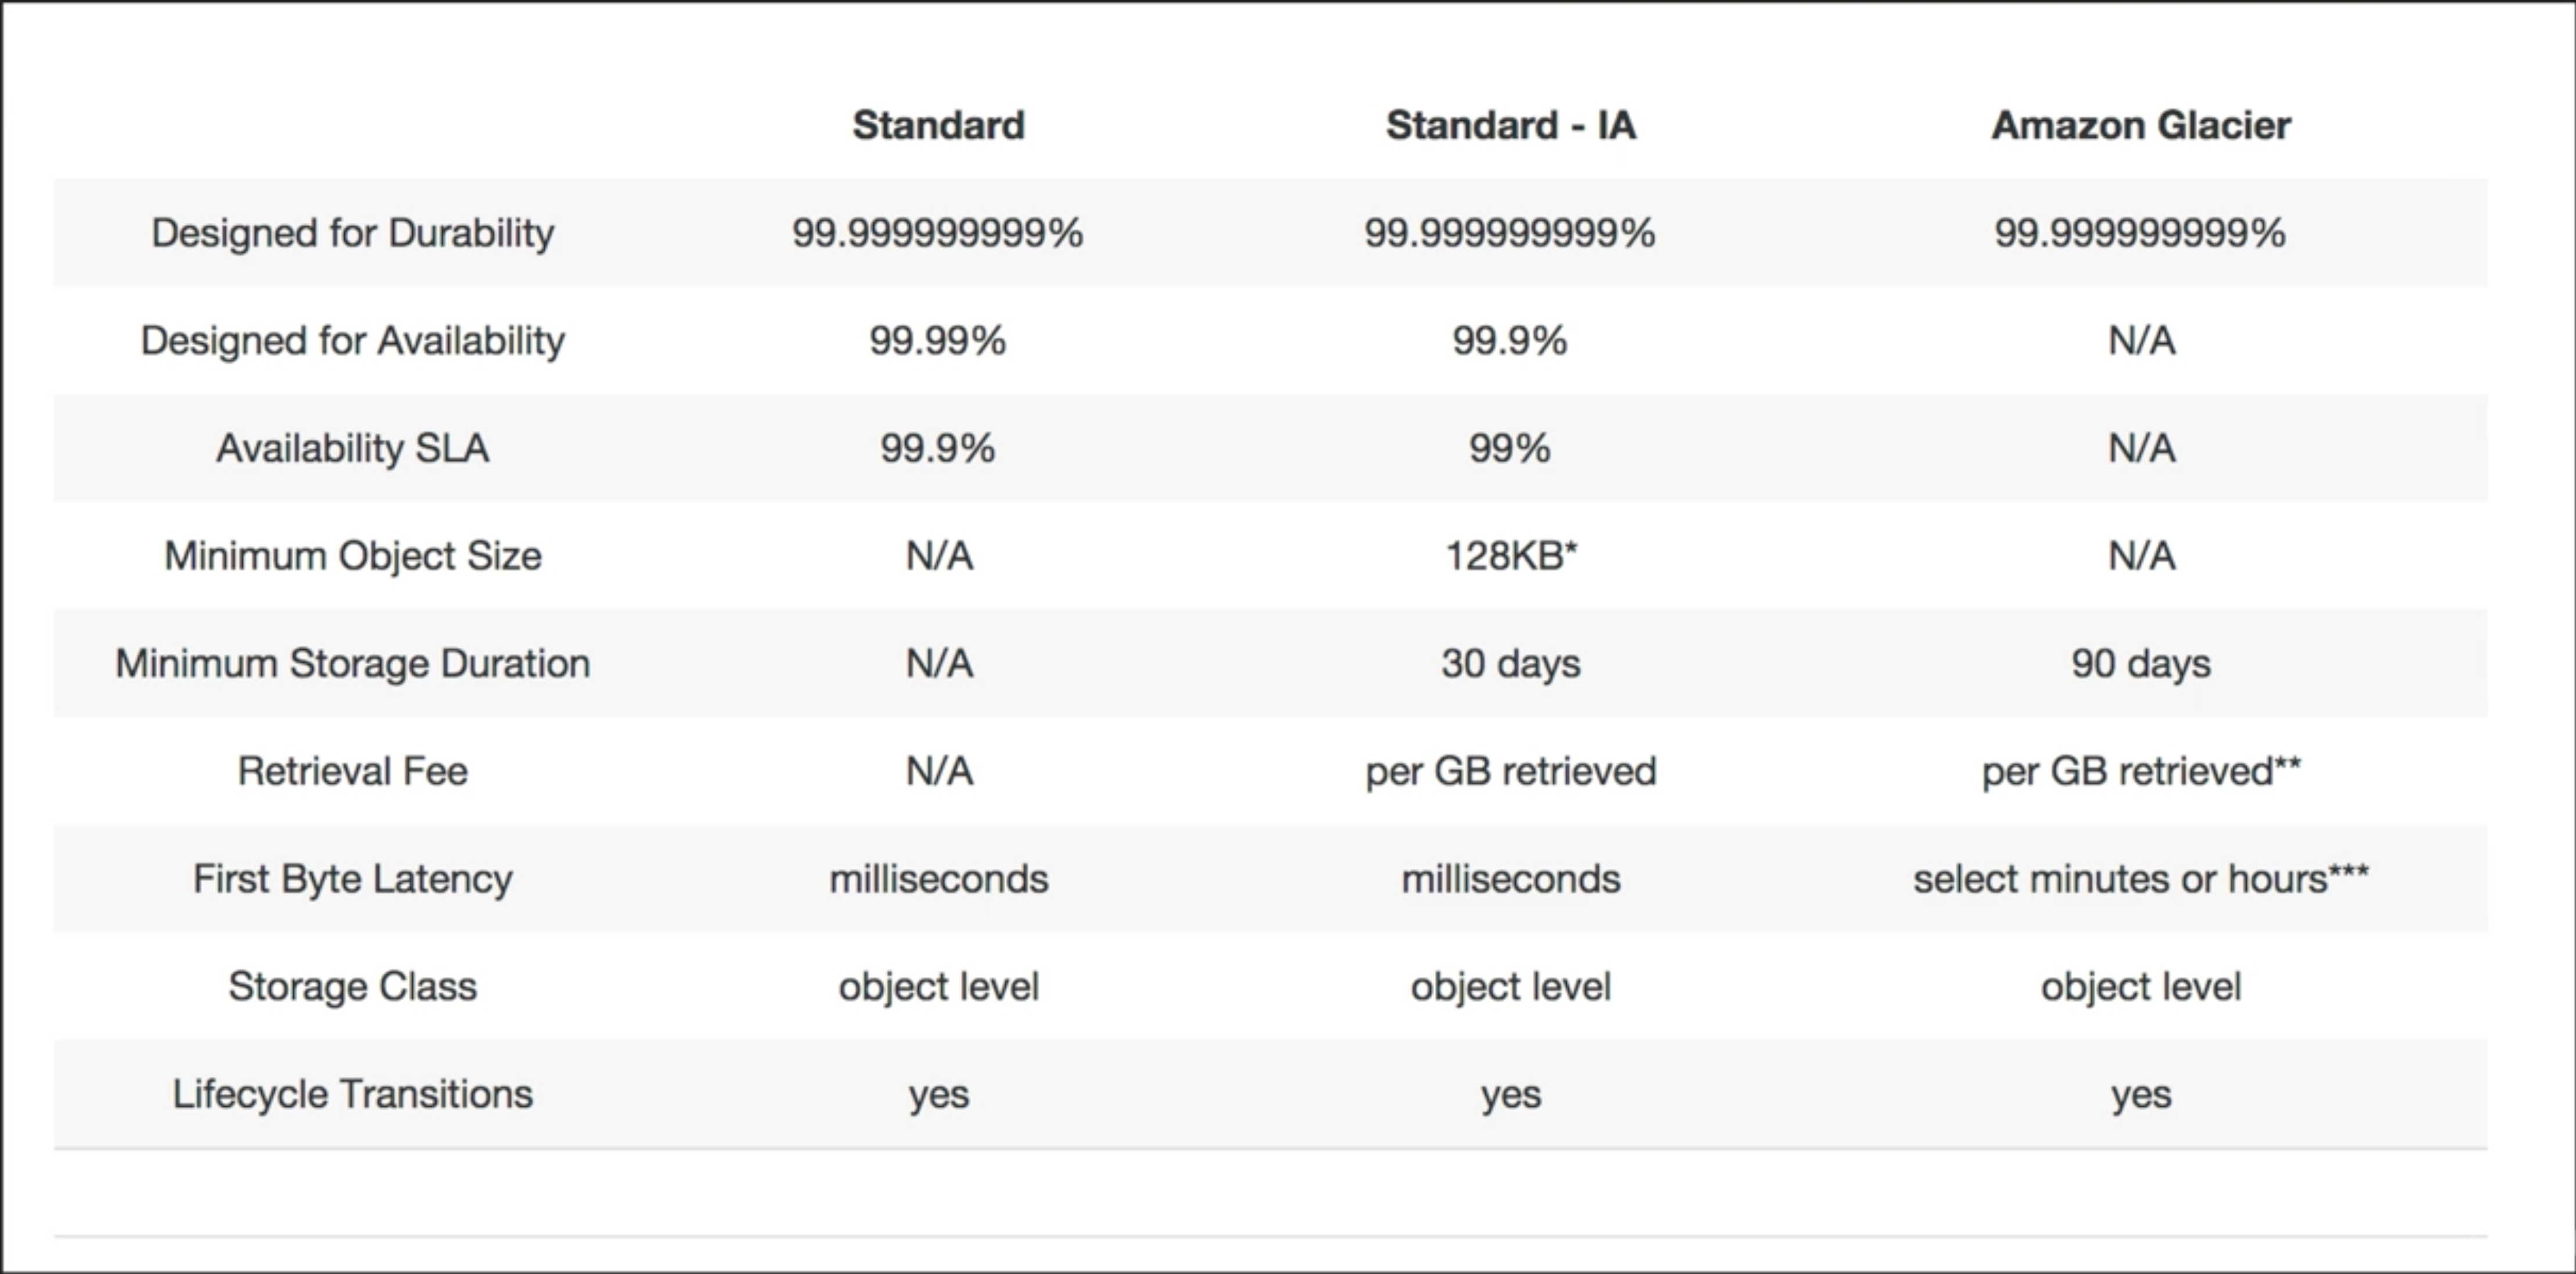 Standard Standard - IA Amazon Glacier
Designed for Durability 99.999999999% 99.999999999% 99.999999999%
Designed for Availability 99.99% 99.9% N/A
Availability SLA 99.9% 99% N/A
Minimum Object Size N/A 128KB* N/A
Minimum Storage Duration N/A 30 days 90 days
Retrieval Fee N/A per GB retrieved per GB retrieved**
First Byte Latency milliseconds milliseconds select minutes or hours***
Storage Class object level object level object level
Lifecycle Transitions yes yes yes